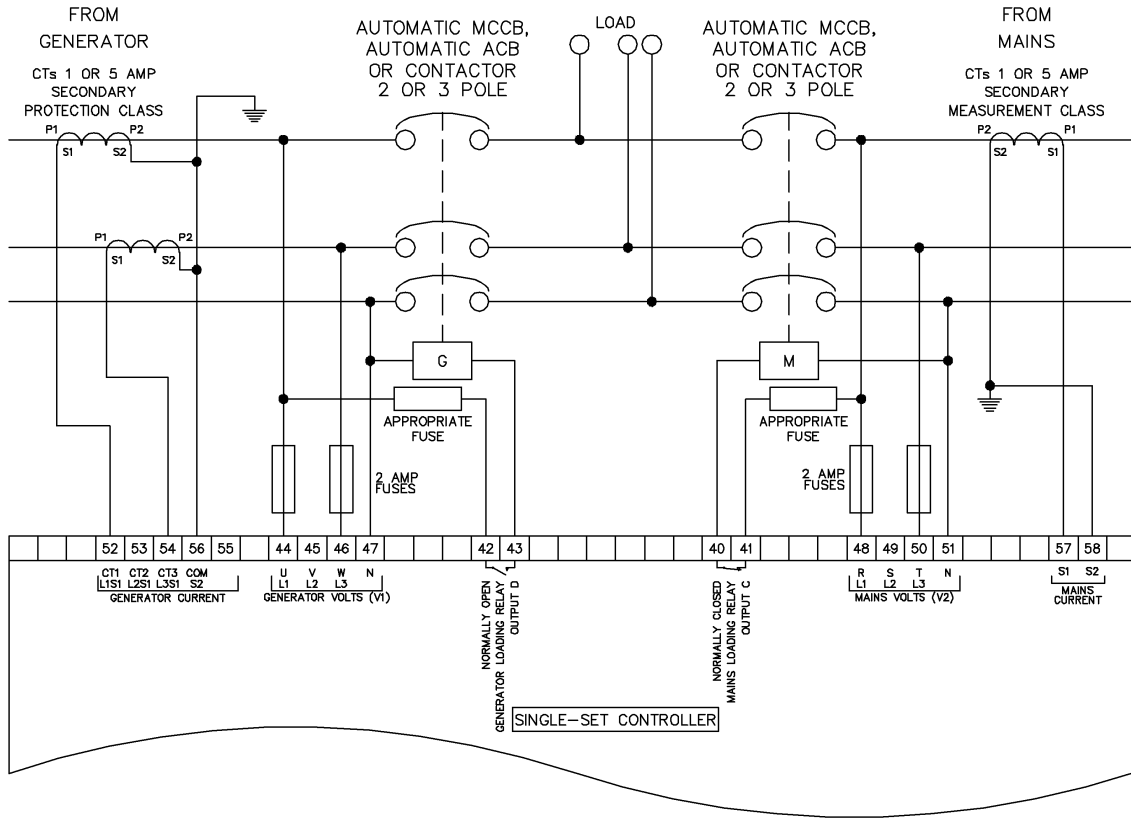 FROM
GENERATOR
CTs 1 OR 5 AMP
SECONDARY
PROTECTION CLASS
AUTOMATIC MCCB,
AUTOMATIC ACB
OR CONTACTOR
2 OR 3 POLE
LOAD
AUTOMATIC MCCB,
AUTOMATIC ACB
OR CONTACTOR
2 OR 3 POLE
FROM
MAINS
CTs 1 OR 5 AMP
SECONDARY
MEASUREMENT CLASS
P1 P2
S1 S2
P2 P1
S2 S1
P1 P2
S1 S2
G
M
APPROPRIATE
FUSE
APPROPRIATE
FUSE
2 AMP
FUSES
2 AMP
FUSES
52 53 54 56 55 44 45 46 47 42 43 40 41 48 49 50 51 57 58
CT1 CT2 CT3 COM
L1S1 L2S1 L3S1 S2
GENERATOR CURRENT
U V W N
L1 L2 L3
GENERATOR VOLTS (V1)
NORMALLY OPEN
GENERATOR LOADING RELAY
OUTPUT D
NORMALLY CLOSED
MAINS LOADING RELAY
OUTPUT C
R S T N
L1 L2 L3
MAINS VOLTS (V2)
S1 S2
MAINS
CURRENT
SINGLE-SET CONTROLLER